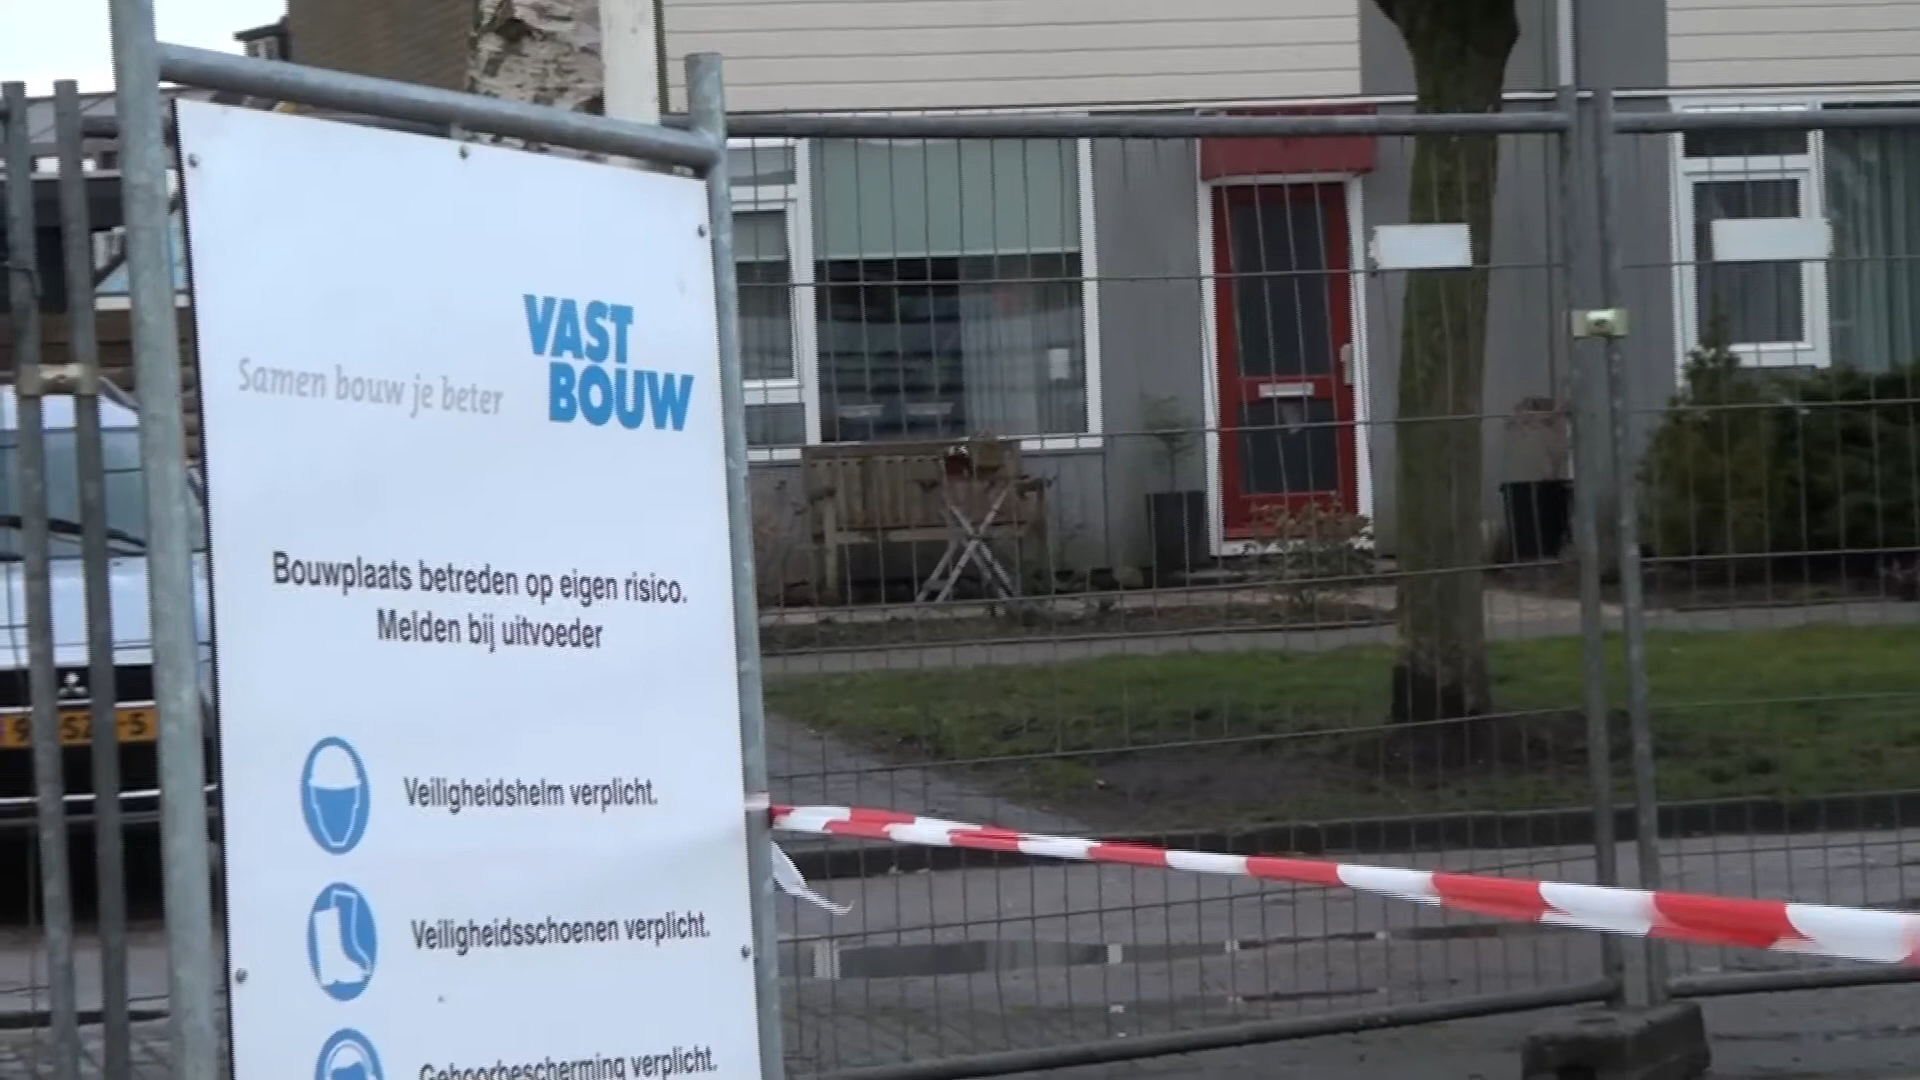 VAST
BOUW
Samen bouw je beter
Bouwplaats betreden op eigen risico.
Melden bij uitvoeder
Veiligheidshelm verplicht.
Veiligheidsschoenen verplicht.
Gehoorbescherming verplicht.